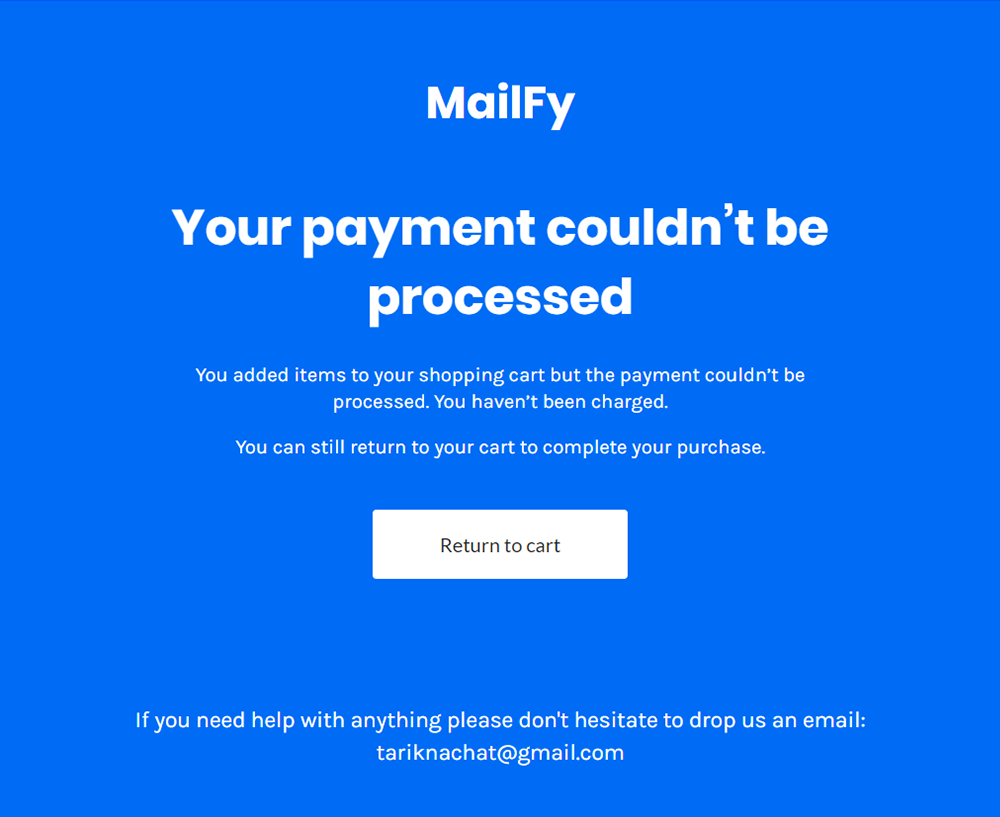 MailFy
Your payment couldn’t be
processed
You added items to your shopping cart but the payment couldn’t be
processed. You haven’t been charged.
You can still return to your cart to complete your purchase.
Return to cart
If you need help with anything please don't hesitate to drop us an email:
tariknachat@gmail.com